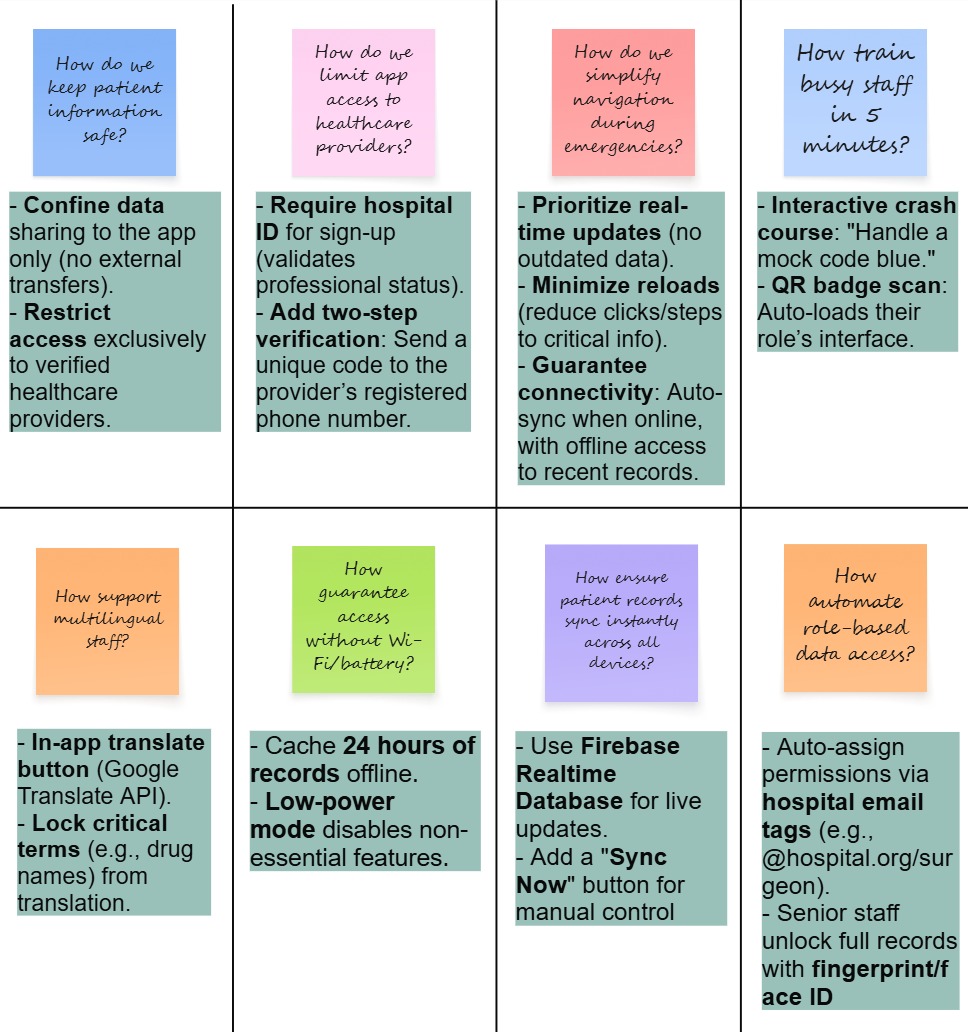 How do we
keep patient
information
safe?
- Confine data
sharing to the app
only (no external
transfers).
- Restrict
access exclusively
to verified
healthcare
providers.
How do we
limit app
access to
healthcare
providers?
- Require hospital
ID for sign-up
(validates
professional status).
- Add two-step
verification: Send a
unique code to the
provider’s registered
phone number.
How do we
simplify
navigation
during
emergencies?
- Prioritize real-
time updates (no
outdated data).
- Minimize reloads
(reduce clicks/steps
to critical info).
- Guarantee
connectivity: Auto-
sync when online,
with offline access
to recent records.
How train
busy staff
in 5
minutes?
- Interactive crash
course: "Handle a
mock code blue."
- QR badge scan:
Auto-loads their
role’s interface.
How support
multilingual
staff?
- In-app translate
button (Google
Translate API).
- Lock critical
terms (e.g., drug
names) from
translation.
How
guarantee
access
without Wi-
Fi/battery?
- Cache 24 hours of
records offline.
- Low-power
mode disables non-
essential features.
How ensure
patient records
sync instantly
across all
devices?
- Use Firebase
Realtime
Database for live
updates.
- Add a "Sync
Now" button for
manual control
How
automate
role-based
data access?
- Auto-assign
permissions via
hospital email
tags (e.g.,
@hospital.org/sur
geon).
- Senior staff
unlock full records
with fingerprint/f
ace ID